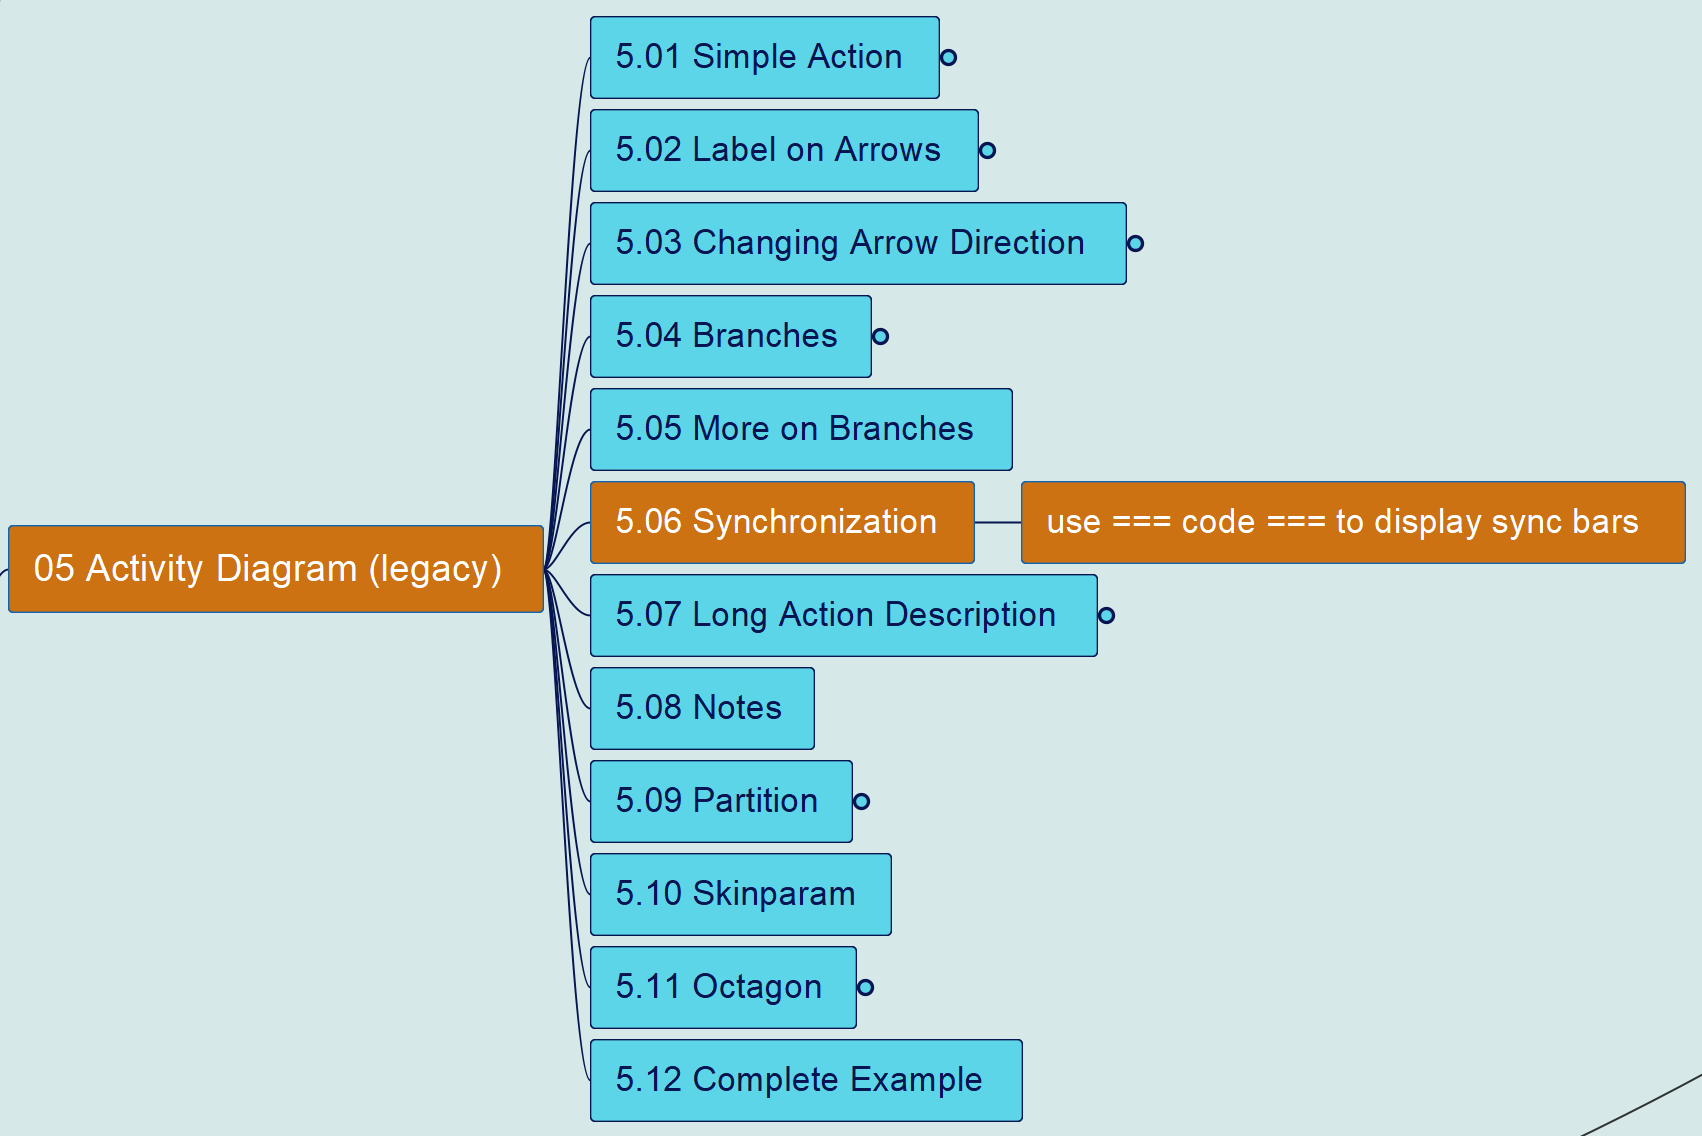 5.01 Simple Action
5.02 Label on Arrows
5.03 Changing Arrow Direction
5.04 Branches
5.05 More on Branches
5.06 Synchronization
use === code === to display sync bars
05 Activity Diagram (legacy)
5.07 Long Action Description
5.08 Notes
5.09 Partition
5.10 Skinparam
5.11 Octagon
5.12 Complete Example